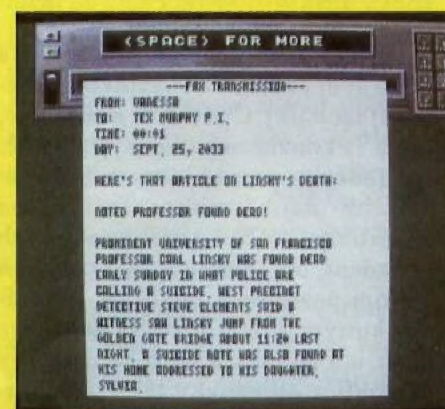 <SPACE> FOR MORE
---FAX TRANSMISSION---
FROM: VANESSA
TO: TEX MURPHY P.I.
TIME: 00:01
DAY: SEPT. 25, 2033
HERE'S THAT ARTICLE ON LINSKY'S DEATH:
NOTED PROFESSOR FOUND DEAD!
PROMINENT UNIVERSITY OF SAN FRANCISCO
PROFESSOR CARL LINSKY WAS FOUND DEAD
EARLY SUNDAY IN WHAT POLICE ARE
CALLING A SUICIDE. WEST PRECINCT
DETECTIVE STEVE CLEMENTS SAID A
WITNESS SAW LINSKY JUMP FROM THE
GOLDEN GATE BRIDGE ABOUT 11:20 LAST
NIGHT. A SUICIDE NOTE WAS ALSO FOUND AT
HIS HOME ADDRESSED TO HIS DAUGHTER,
SYLVIA.